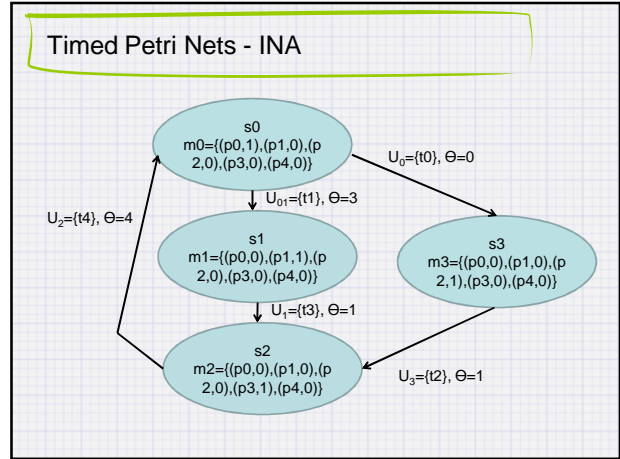 Timed Petri Nets - INA
s0
m0={(p0,1),(p1,0),(p
2,0),(p3,0),(p4,0)}
U₀={t0}, Ө=0
U₂={t4}, Ө=4
U₀₁={t1}, Ө=3
s1
m1={(p0,0),(p1,1),(p
2,0),(p3,0),(p4,0)}
s3
m3={(p0,0),(p1,0),(p
2,1),(p3,0),(p4,0)}
U₁={t3}, Ө=1
s2
m2={(p0,0),(p1,0),(p
2,0),(p3,1),(p4,0)}
U₃={t2}, Ө=1